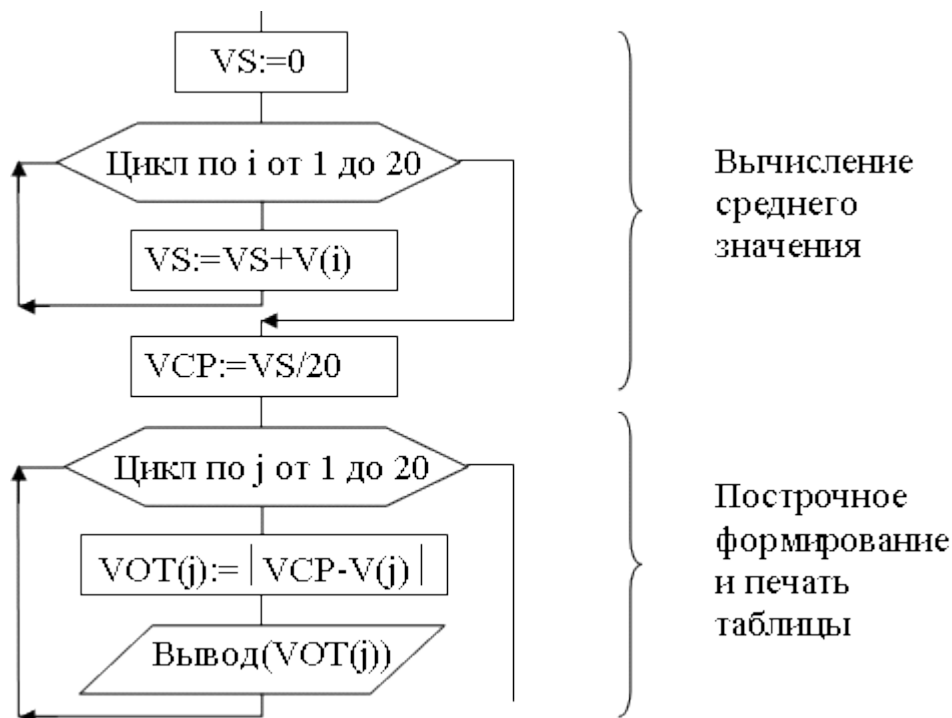 VS:=0
Цикл по i от 1 до 20
VS:=VS+V(i)
VCP:=VS/20
Вычисление
среднего
значения
Цикл по j от 1 до 20
VOT(j):=|VCP-V(j)|
Вывод(VOT(j))
Построчное
формирование
и печать
таблицы